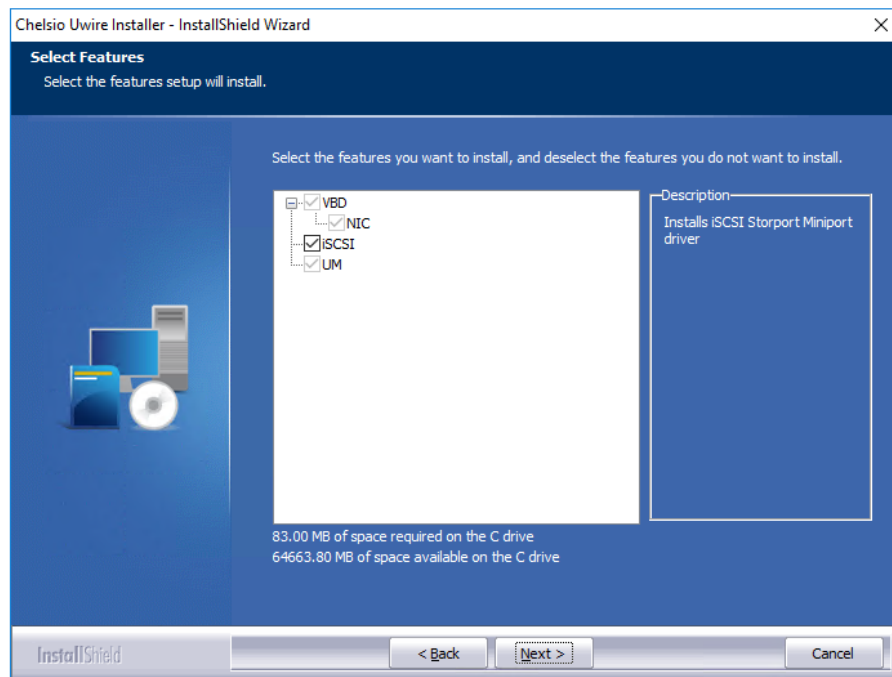 Chelsio Uwire Installer - InstallShield Wizard
Select Features
Select the features setup will install.
Select the features you want to install, and deselect the features you do not want to install.
VBD
NIC
iSCSI
UM
Description
Installs iSCSI Storport Miniport
driver
83.00 MB of space required on the C drive
64663.80 MB of space available on the C drive
InstallShield
< Back
Next >
Cancel